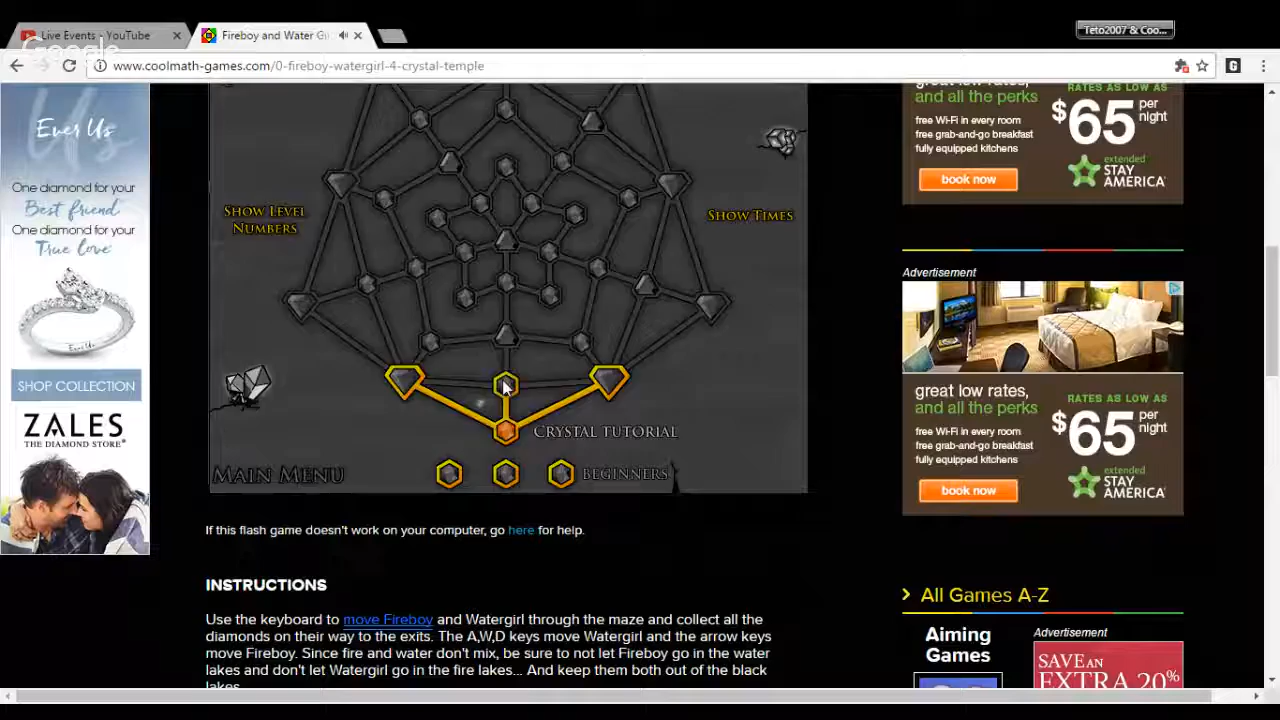 Live Events - YouTube
Fireboy and Water Gi
Teto2007 & Coo...
Google
www.coolmath-games.com/0-fireboy-watergirl-4-crystal-temple
Ever Us
One diamond for your
Best friend
One diamond for your
True love
Ever Us
SHOP COLLECTION
ZALES
THE DIAMOND STORE
SHOW LEVEL
NUMBERS
SHOW TIMES
CRYSTAL TUTORIAL
MAIN MENU
BEGINNERS
If this flash game doesn't work on your computer, go here for help.
INSTRUCTIONS
Use the keyboard to move Fireboy and Watergirl through the maze and collect all the
diamonds on their way to the exits. The A,W,D keys move Watergirl and the arrow keys
move Fireboy. Since fire and water don't mix, be sure to not let Fireboy go in the water
lakes and don't let Watergirl go in the fire lakes... And keep them both out of the black
lakes.
great low rates,
and all the perks
free Wi-Fi in every room
free grab-and-go breakfast
fully equipped kitchens
book now
RATES AS LOW AS
$65 per night
extended
STAY
AMERICA
Advertisement
great low rates,
and all the perks
free Wi-Fi in every room
free grab-and-go breakfast
fully equipped kitchens
book now
RATES AS LOW AS
$65 per night
extended
STAY
AMERICA
All Games A-Z
Aiming
Games
Advertisement
SAVE AN
EXTRA 20%